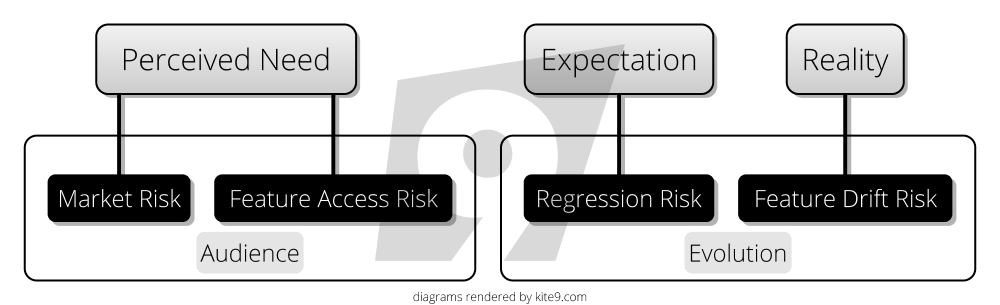 Perceived Need
Expectation
Reality
Market Risk
Feature Access Risk
Regression Risk
Feature Drift Risk
Audience
Evolution
diagrams rendered by kite9.com